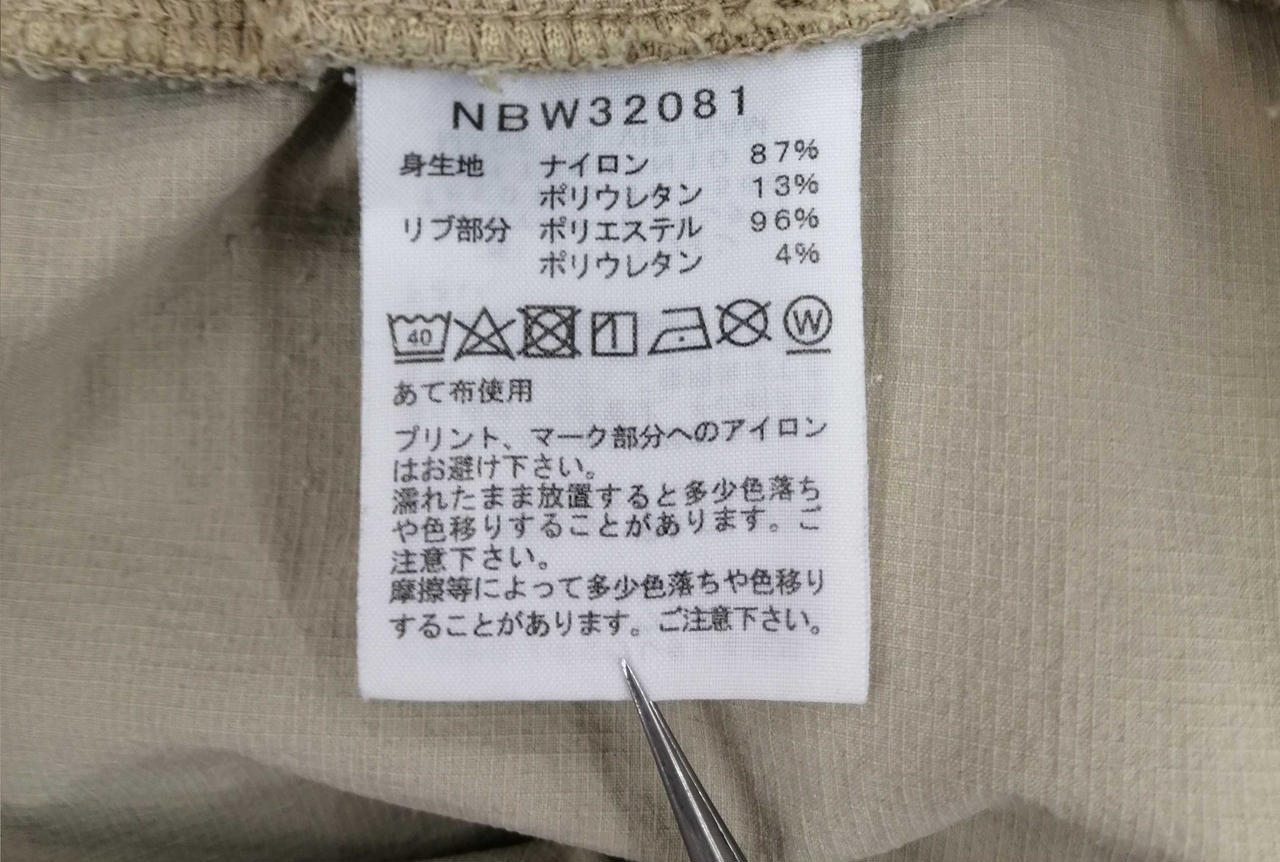 NBW32081
身生地 ナイロン 87%
ポリウレタン 13%
リブ部分 ポリエステル 96%
ポリウレタン 4%
40 W
あて布使用
プリント、マーク部分へのアイロン
はお避け下さい。
濡れたまま放置すると多少色落ち
や色移りすることがあります。ご
注意下さい。
摩擦等によって多少色落ちや色移り
することがあります。ご注意下さい。